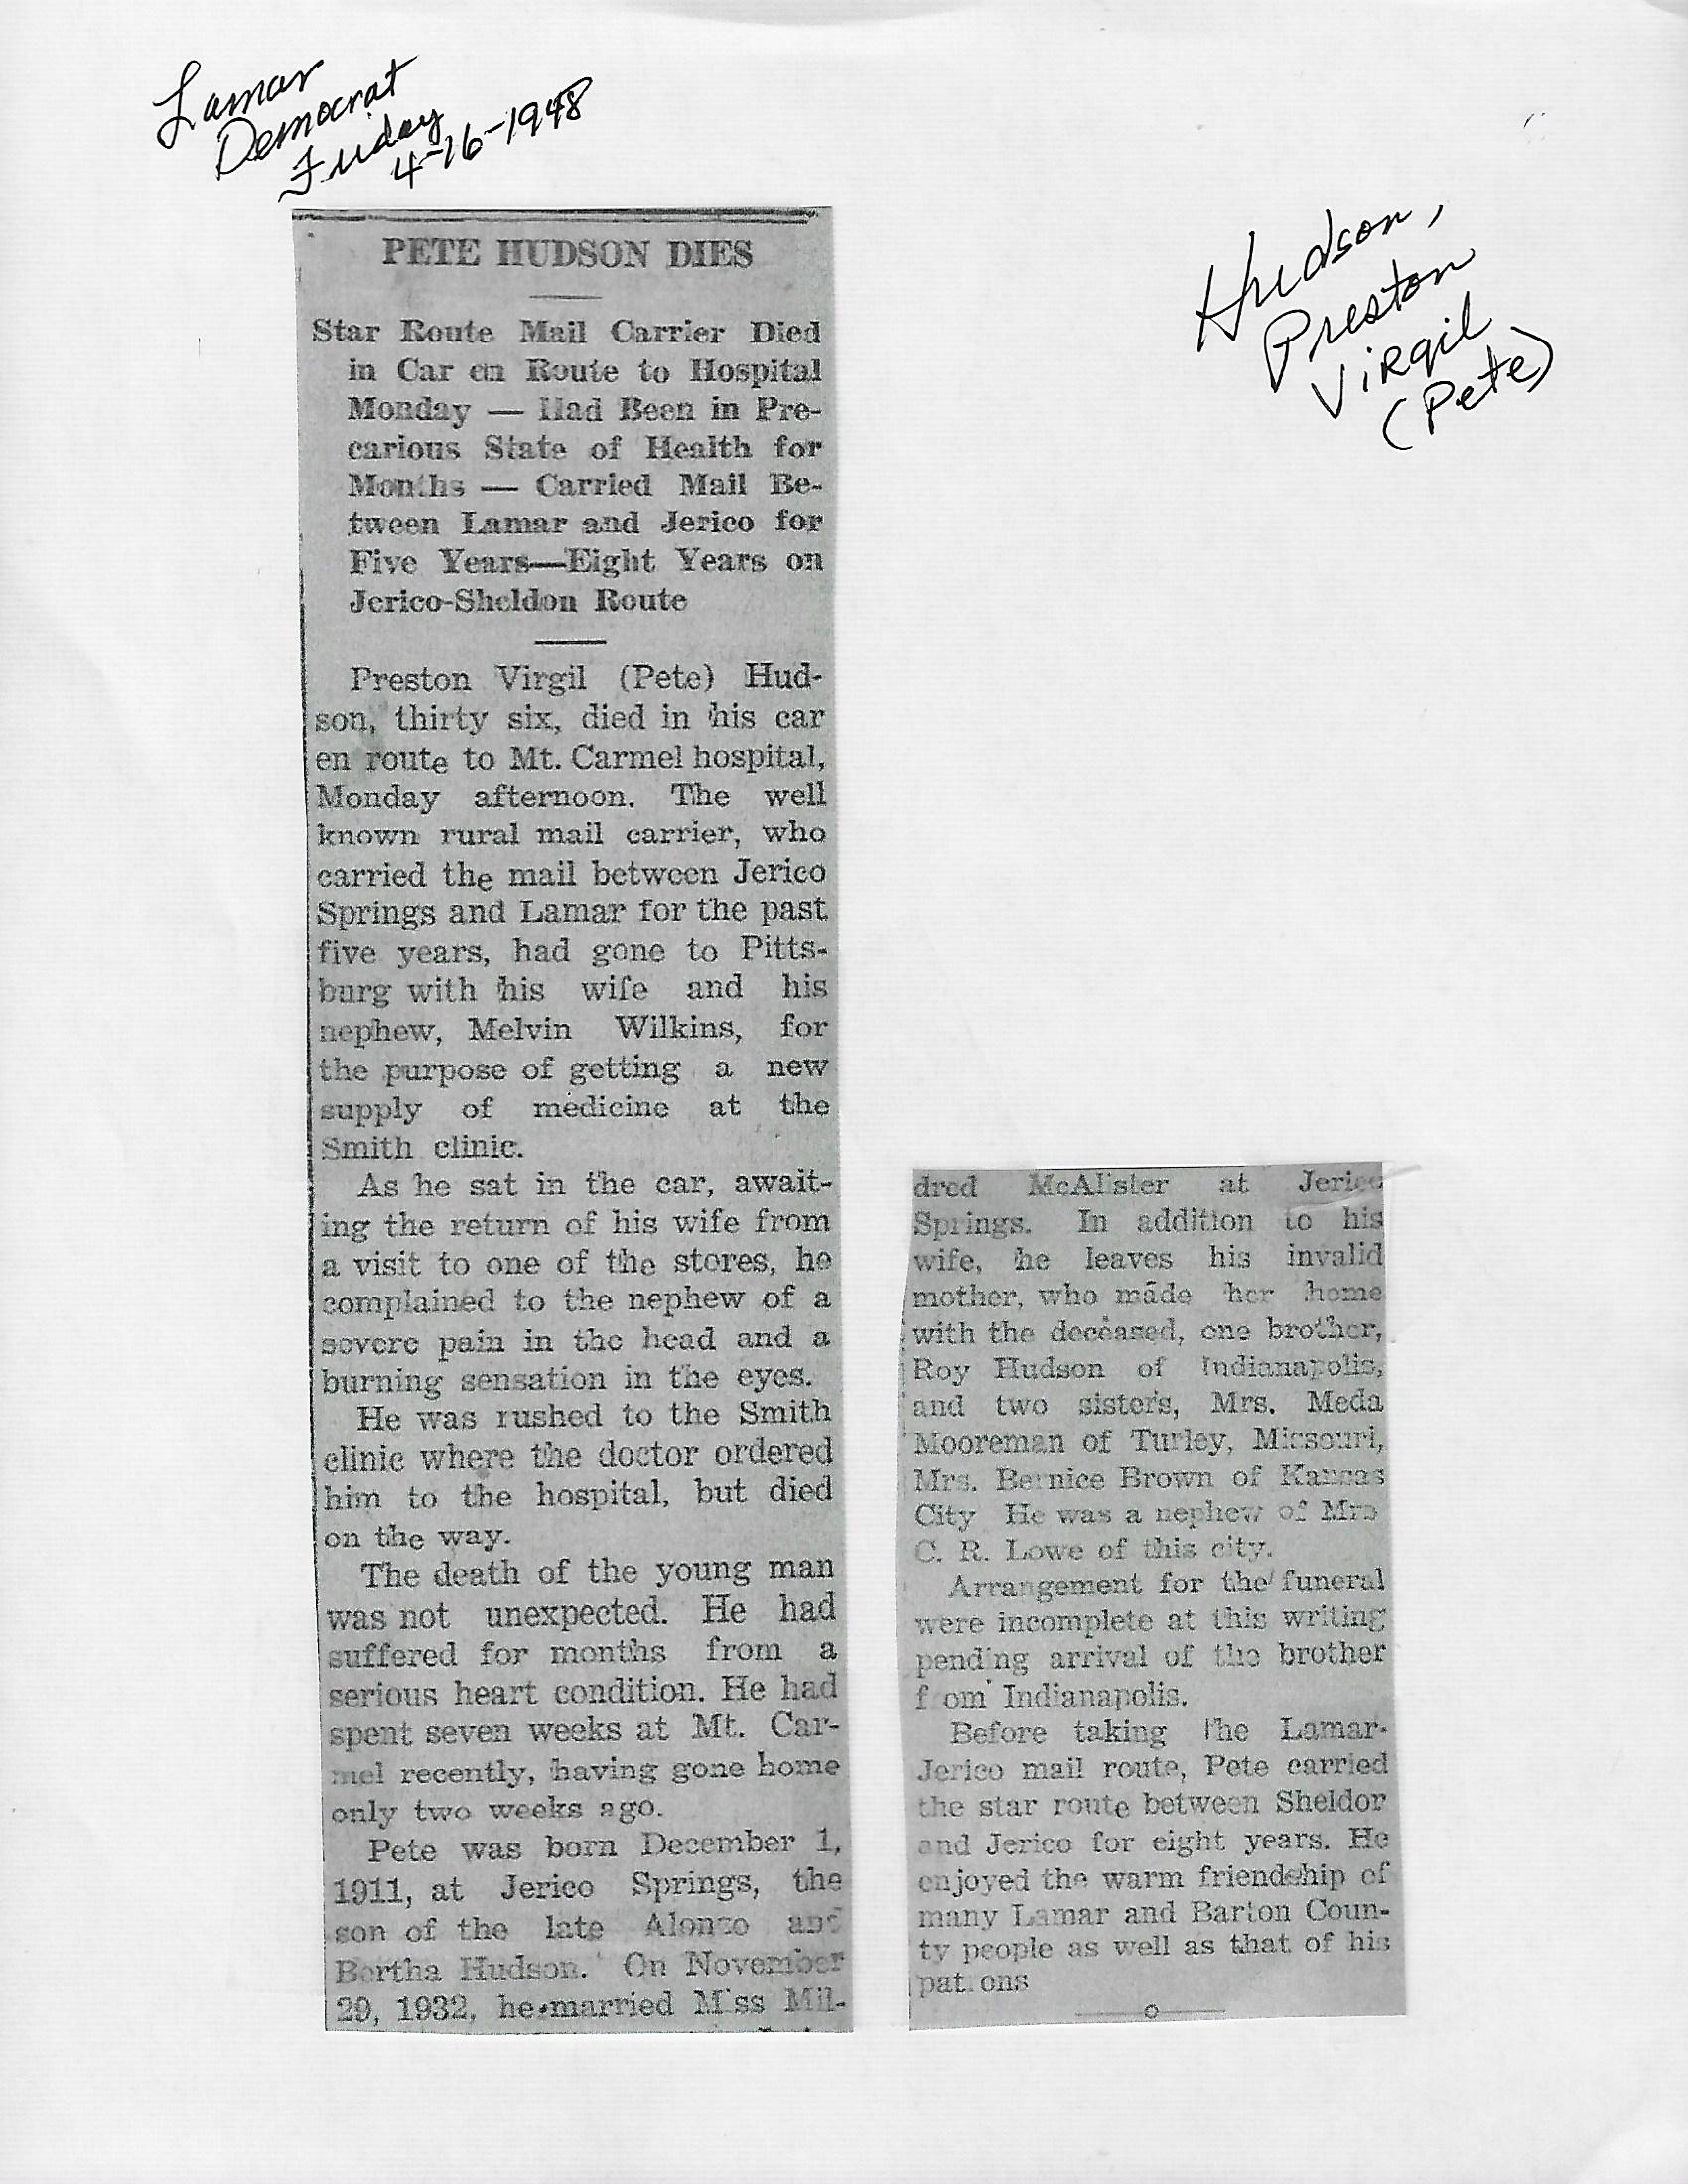 Lamar
Democrat
Friday
4-16-1948
Hudson,
Preston
Virgil
(Pete)
PETE HUDSON DIES
Star Route Mail Carrier Died
in Car en Route to Hospital
Monday — Had Been in Pre-
carious State of Health for
Months — Carried Mail Be-
tween Lamar and Jerico for
Five Years—Eight Years on
Jerico-Sheldon Route
Preston Virgil (Pete) Hud-
son, thirty six, died in his car
en route to Mt. Carmel hospital,
Monday afternoon. The well
known rural mail carrier, who
carried the mail between Jerico
Springs and Lamar for the past
five years, had gone to Pitts-
burg with his wife and his
nephew, Melvin Wilkins, for
the purpose of getting a new
supply of medicine at the
Smith clinic.
As he sat in the car, await-
ing the return of his wife from
a visit to one of the stores, he
complained to the nephew of a
severe pain in the head and a
burning sensation in the eyes.
He was rushed to the Smith
clinic where the doctor ordered
him to the hospital, but died
on the way.
The death of the young man
was not unexpected. He had
suffered for months from a
serious heart condition. He had
spent seven weeks at Mt. Car-
mel recently, having gone home
only two weeks ago.
Pete was born December 1,
1911, at Jerico Springs, the
son of the late Alonzo and
Bertha Hudson. On November
29, 1932, he married Miss Mil-
dred McAlister at Jerico
Springs. In addition to his
wife, he leaves his invalid
mother, who made her home
with the deceased, one brother,
Roy Hudson of Indianapolis,
and two sisters, Mrs. Meda
Mooreman of Turley, Missouri,
Mrs. Bernice Brown of Kansas
City He was a nephew of Mrs
C. R. Lowe of this city.
Arrangement for the funeral
were incomplete at this writing
pending arrival of the brother
from Indianapolis.
Before taking the Lamar-
Jerico mail route, Pete carried
the star route between Sheldon
and Jerico for eight years. He
enjoyed the warm friendship of
many Lamar and Barton Coun-
ty people as well as that of his
patrons